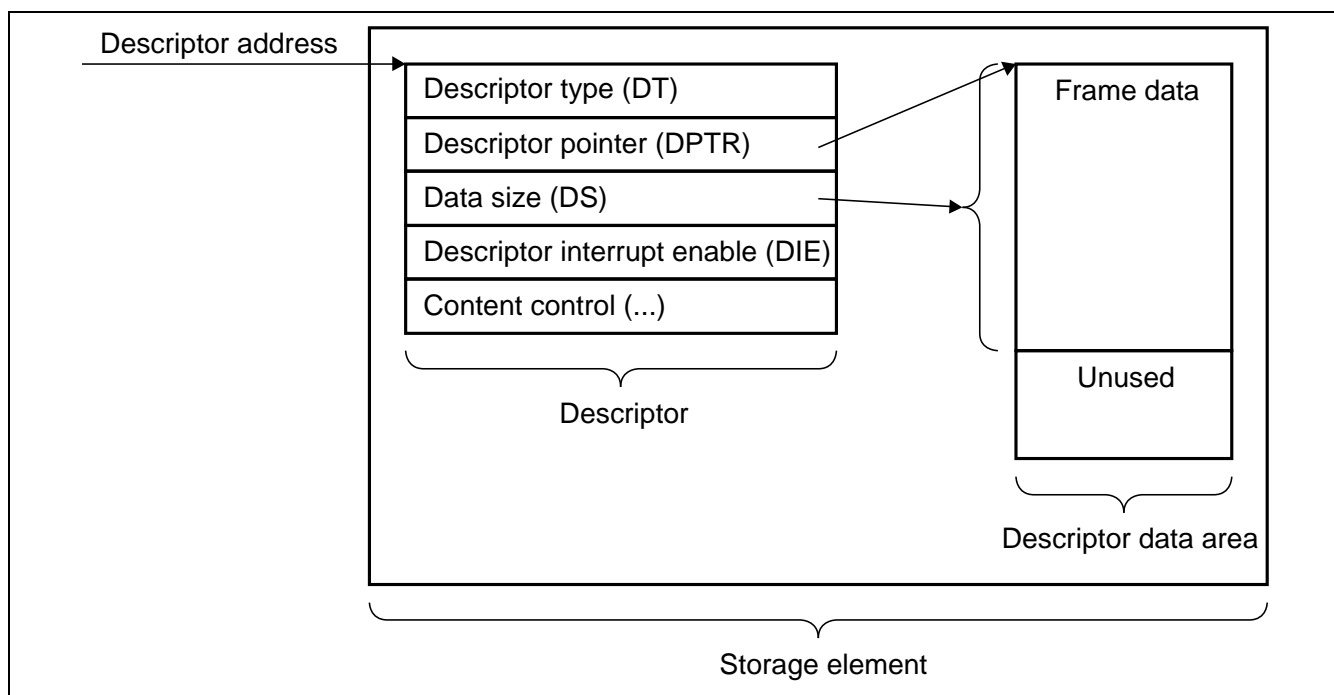 Descriptor address
Descriptor type (DT)
Descriptor pointer (DPTR)
Data size (DS)
Descriptor interrupt enable (DIE)
Content control (...)
Descriptor
Frame data
Unused
Descriptor data area
Storage element